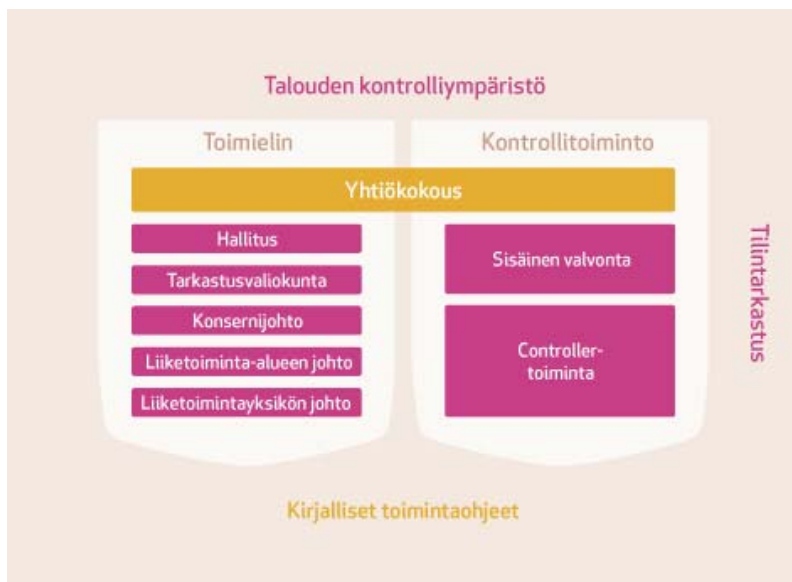 Talouden kontrolliympäristö
Toimielin
Kontrollitoiminto
Yhtiökokous
Hallitus
Tarkastusvaliokunta
Konsernijohto
Liiketoiminta-alueen johto
Liiketoimintayksikön johto
Sisäinen valvonta
Controller-
toiminta
Tilintarkastus
Kirjalliset toimintaohjeet